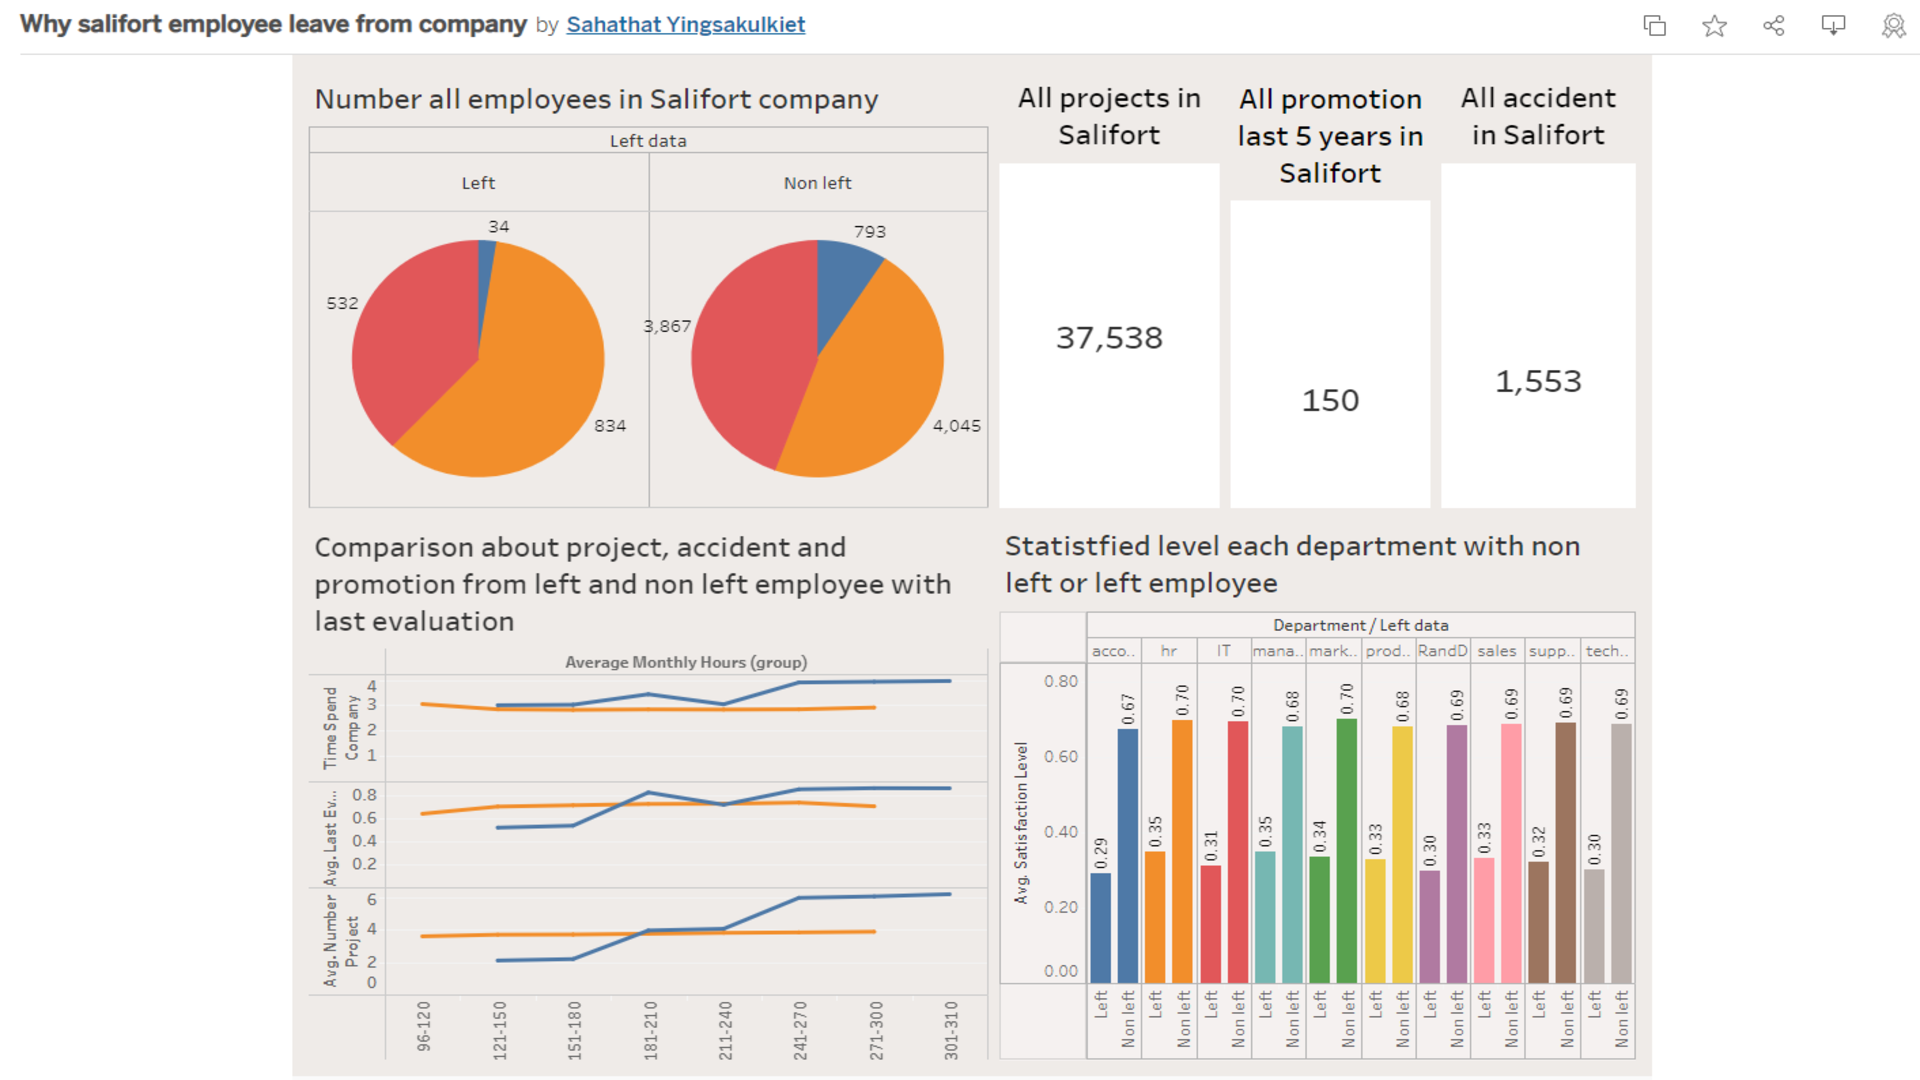 Why salifort employee leave from company by Sahathat Yingsakulkiet
Number all employees in Salifort company
Left data
Left
Non left
34
532
834
793
3,867
4,045
All projects in
Salifort
37,538
All promotion
last 5 years in
Salifort
150
All accident
in Salifort
1,553
Comparison about project, accident and
promotion from left and non left employee with
last evaluation
Average Monthly Hours (group)
Time Spend
Company
4
3
2
1
Avg. Last Ev...
0.8
0.6
0.4
0.2
Avg. Number
Project
6
4
2
0
96-120
121-150
151-180
181-210
211-240
241-270
271-300
301-310
Statistfied level each department with non
left or left employee
Department / Left data
acco.. hr IT mana.. mark.. prod.. RandD sales supp.. tech..
Avg. Satisfaction Level
0.80
0.60
0.40
0.20
0.00
0.29
0.67
0.35
0.70
0.31
0.70
0.35
0.68
0.34
0.70
0.33
0.68
0.30
0.69
0.33
0.69
0.32
0.69
0.30
0.69
Left
Non left
Left
Non left
Left
Non left
Left
Non left
Left
Non left
Left
Non left
Left
Non left
Left
Non left
Left
Non left
Left
Non left